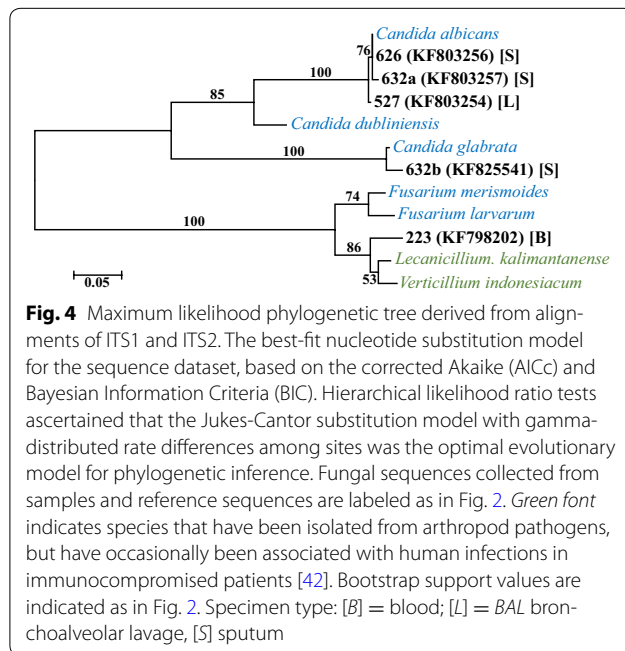 Candida albicans
76
626 (KF803256) [S]
100
632a (KF803257) [S]
85
527 (KF803254) [L]
Candida dubliniensis
Candida glabrata
100
632b (KF825541) [S]
Fusarium merismoides
74
100
Fusarium larvarum
223 (KF798202) [B]
86
Lecanicillium. kalimantanense
0.05
53
Verticillium indonesiacum
Fig. 4 Maximum likelihood phylogenetic tree derived from align-
ments of ITS1 and ITS2. The best-fit nucleotide substitution model
for the sequence dataset, based on the corrected Akaike (AICc) and
Bayesian Information Criteria (BIC). Hierarchical likelihood ratio tests
ascertained that the Jukes-Cantor substitution model with gamma-
distributed rate differences among sites was the optimal evolutionary
model for phylogenetic inference. Fungal sequences collected from
samples and reference sequences are labeled as in Fig. 2. Green font
indicates species that have been isolated from arthropod pathogens,
but have occasionally been associated with human infections in
immunocompromised patients [42]. Bootstrap support values are
indicated as in Fig. 2. Specimen type: [B] = blood; [L] = BAL bron-
choalveolar lavage, [S] sputum